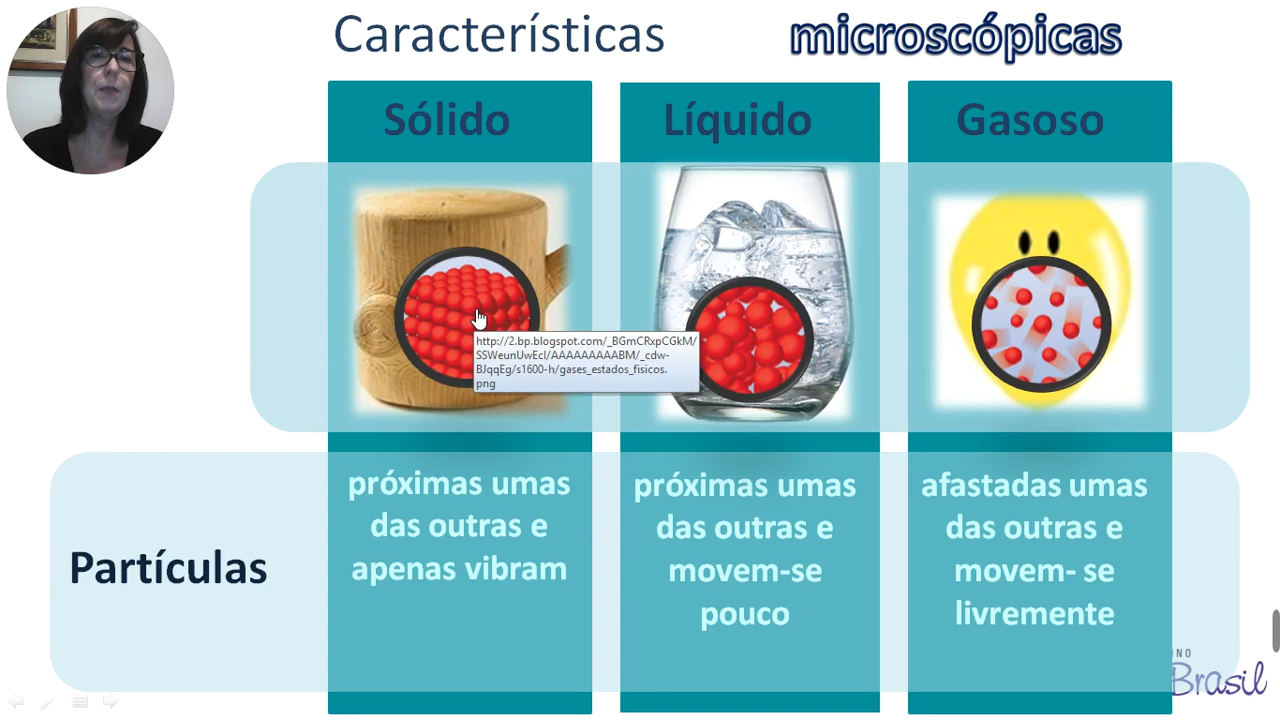 Características microscópicas
Sólido
Líquido
Gasoso
http://2.bp.blogspot.com/_BGmCRxpCGkM/
SSWeunUwEcI/AAAAAAAAABM/_cdw-
BJqqEg/s1600-h/gases_estados_fisicos.
png
Partículas
próximas umas
das outras e
apenas vibram
próximas umas
das outras e
movem-se
pouco
afastadas umas
das outras e
movem- se
livremente
Brasil